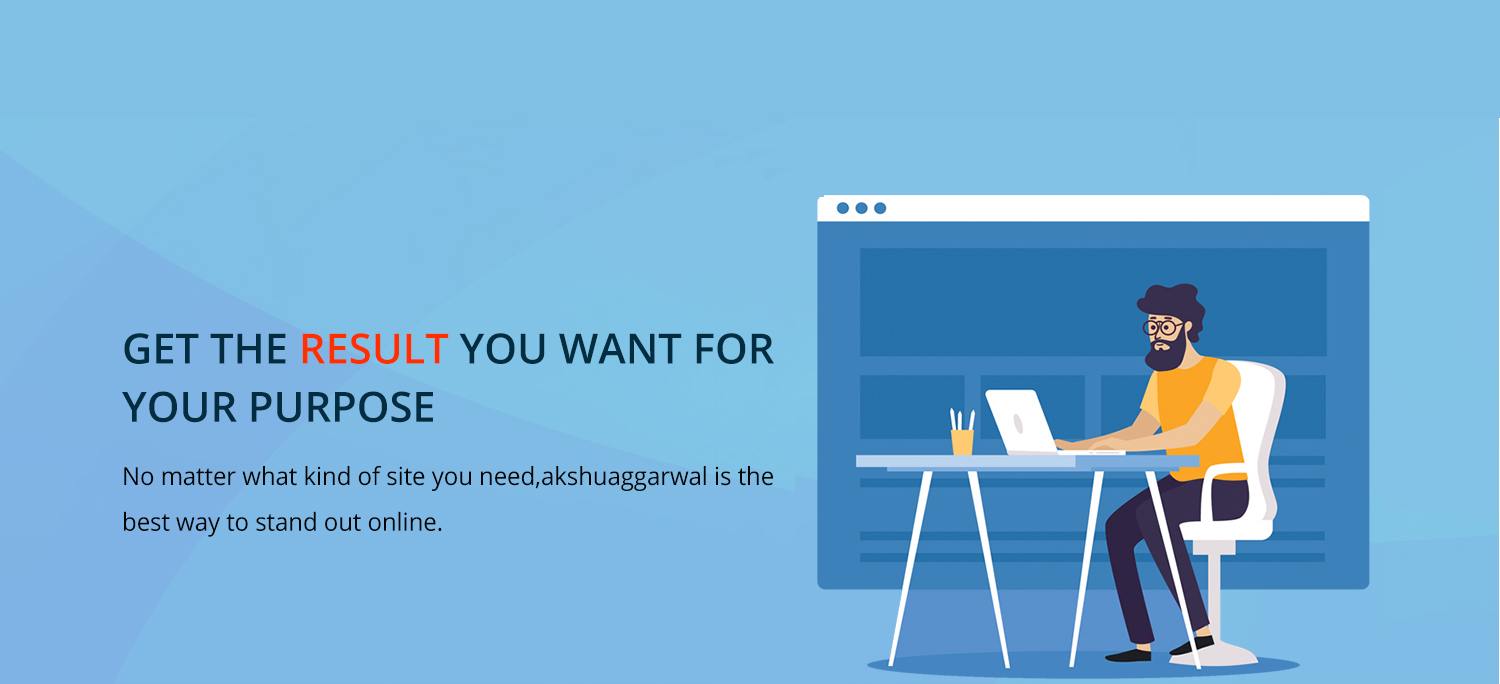 GET THE RESULT YOU WANT FOR
YOUR PURPOSE
No matter what kind of site you need,akshuaggarwal is the
best way to stand out online.